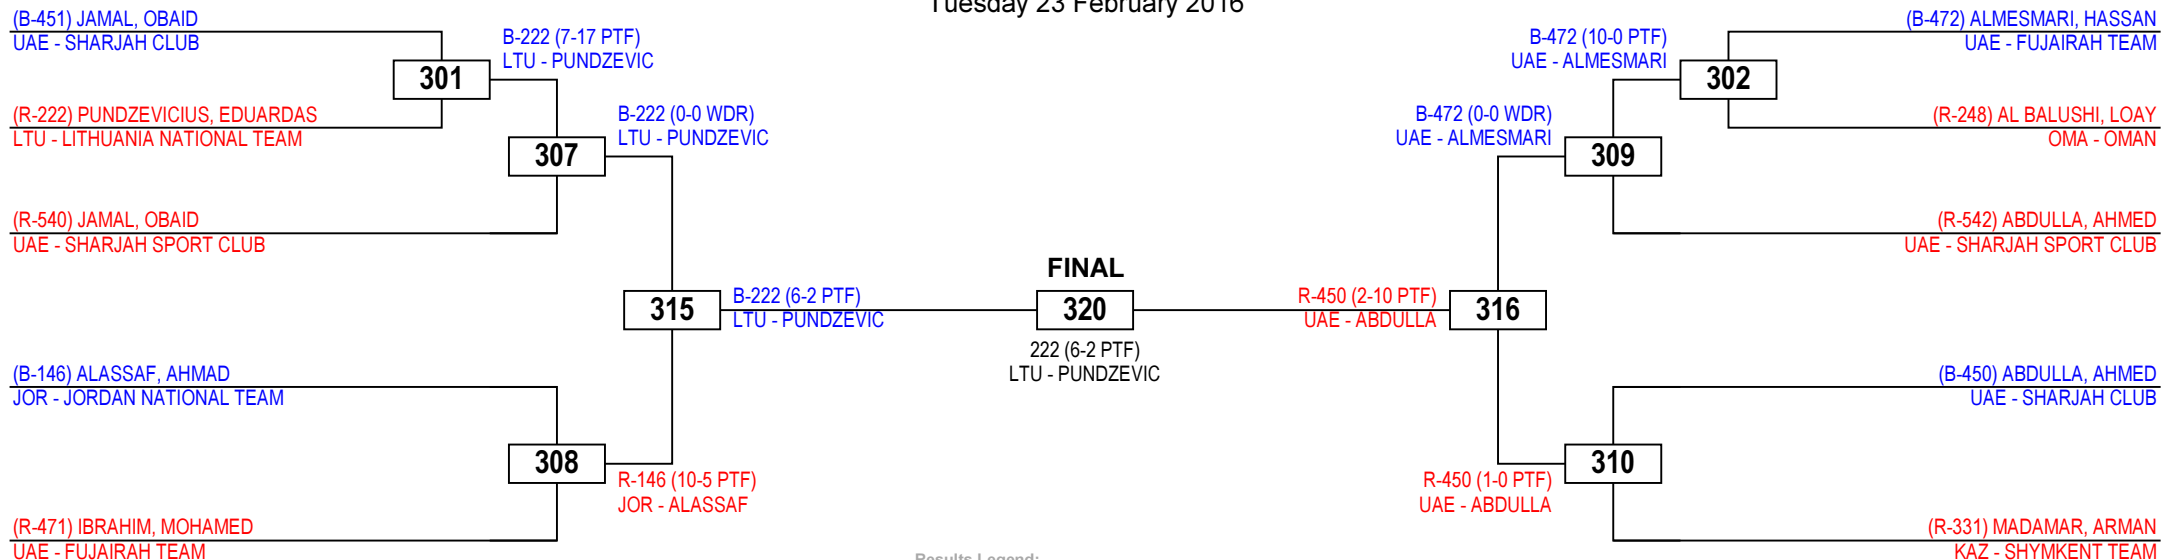 Tuesday 23 February 2016
(B-451) JAMAL, OBAID
UAE - SHARJAH CLUB
(R-222) PUNDZEVICIUS, EDUARDAS
LTU - LITHUANIA NATIONAL TEAM
301
B-222 (7-17 PTF)
LTU - PUNDZEVIC
307
B-222 (0-0 WDR)
LTU - PUNDZEVIC
(R-540) JAMAL, OBAID
UAE - SHARJAH SPORT CLUB
315
B-222 (6-2 PTF)
LTU - PUNDZEVIC
(B-146) ALASSAF, AHMAD
JOR - JORDAN NATIONAL TEAM
308
R-146 (10-5 PTF)
JOR - ALASSAF
(R-471) IBRAHIM, MOHAMED
UAE - FUJAIRAH TEAM
FINAL
320
222 (6-2 PTF)
LTU - PUNDZEVIC
(B-472) ALMESMARI, HASSAN
UAE - FUJAIRAH TEAM
B-472 (10-0 PTF)
UAE - ALMESMARI
302
(R-248) AL BALUSHI, LOAY
OMA - OMAN
B-472 (0-0 WDR)
UAE - ALMESMARI
309
(R-542) ABDULLA, AHMED
UAE - SHARJAH SPORT CLUB
R-450 (2-10 PTF)
UAE - ABDULLA
316
(B-450) ABDULLA, AHMED
UAE - SHARJAH CLUB
310
R-450 (1-0 PTF)
UAE - ABDULLA
(R-331) MADAMAR, ARMAN
KAZ - SHYMKENT TEAM
Results Legend: